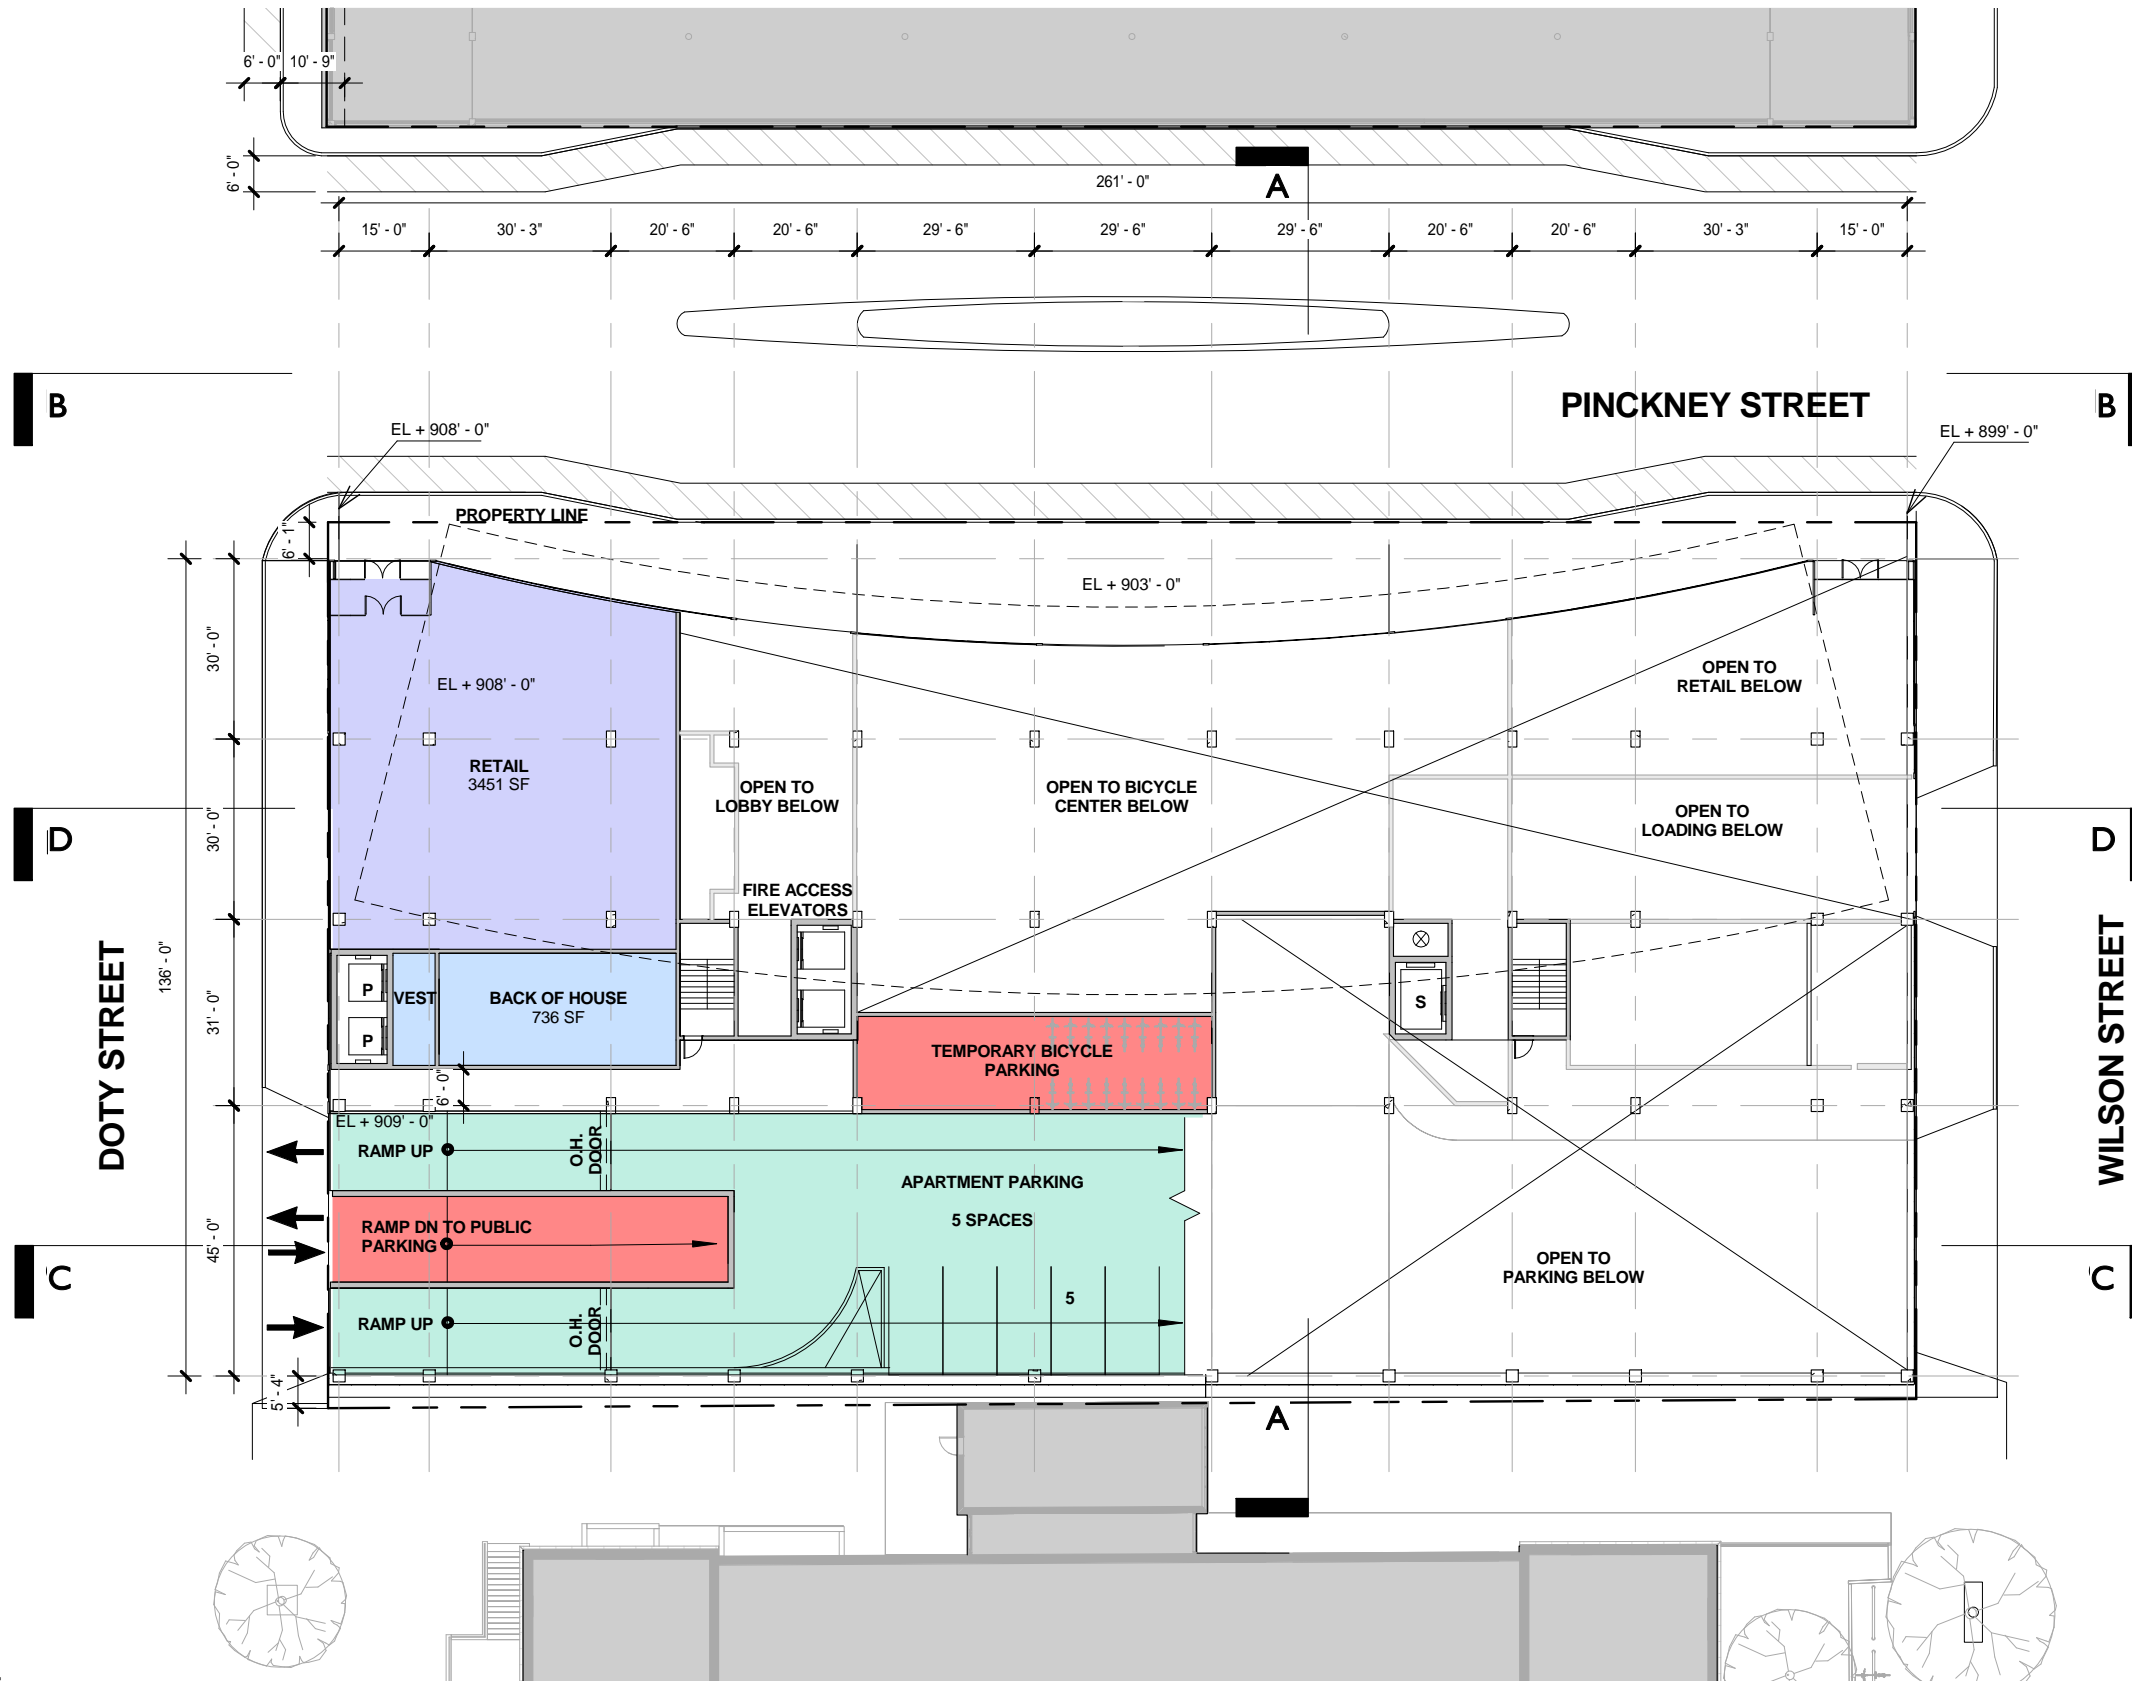 6' - 0" 10' - 9"
6' - 0"
A
261' - 0"
15' - 0" 30' - 3" 20' - 6" 20' - 6" 29' - 6" 29' - 6" 29' - 6" 20' - 6" 20' - 6" 30' - 3" 15' - 0"
B
PINCKNEY STREET
B
EL + 908' - 0"
EL + 899' - 0"
PROPERTY LINE
6' - 1"
EL + 903' - 0"
30' - 0"
EL + 908' - 0"
OPEN TO
RETAIL BELOW
RETAIL
3451 SF
OPEN TO
LOBBY BELOW
OPEN TO BICYCLE
CENTER BELOW
OPEN TO
LOADING BELOW
D
30' - 0"
D
FIRE ACCESS
ELEVATORS
136' - 0"
31' - 0"
P
P
VEST
BACK OF HOUSE
736 SF
S
DOTY STREET
WILSON STREET
TEMPORARY BICYCLE
PARKING
6' - 0"
EL + 909' - 0"
RAMP UP
O.H.
DOOR
APARTMENT PARKING
5 SPACES
RAMP DN TO PUBLIC
PARKING
45' - 0"
C
OPEN TO
PARKING BELOW
C
5
RAMP UP
O.H.
DOOR
5' - 4"
A